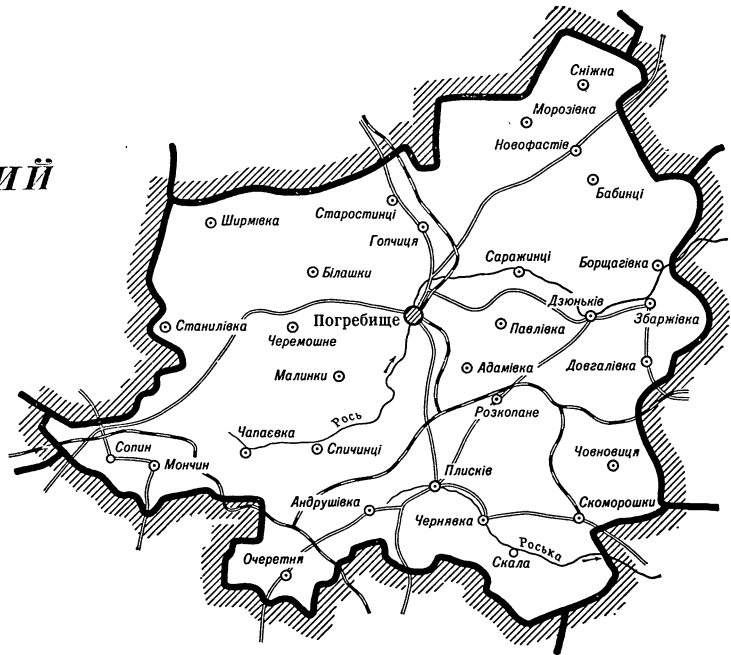 ИЙ
Сніжна
Морозівка
Новофастів
Бабинці
Старостинці
Ширмівка
Гопчиця
Саражинці
Борщагівка
Білашки
Дзюньків
Збаржівка
Погребище
Павлівка
Станилівка
Черемошне
Адамівка
Довгалівка
Малинки
Розкопане
Рось
Чапаєвка
Сопин
Спичинці
Човновиця
Мончин
Плисків
Андрушівка
Скоморошки
Чернявка
Роська
Скала
Очеретня